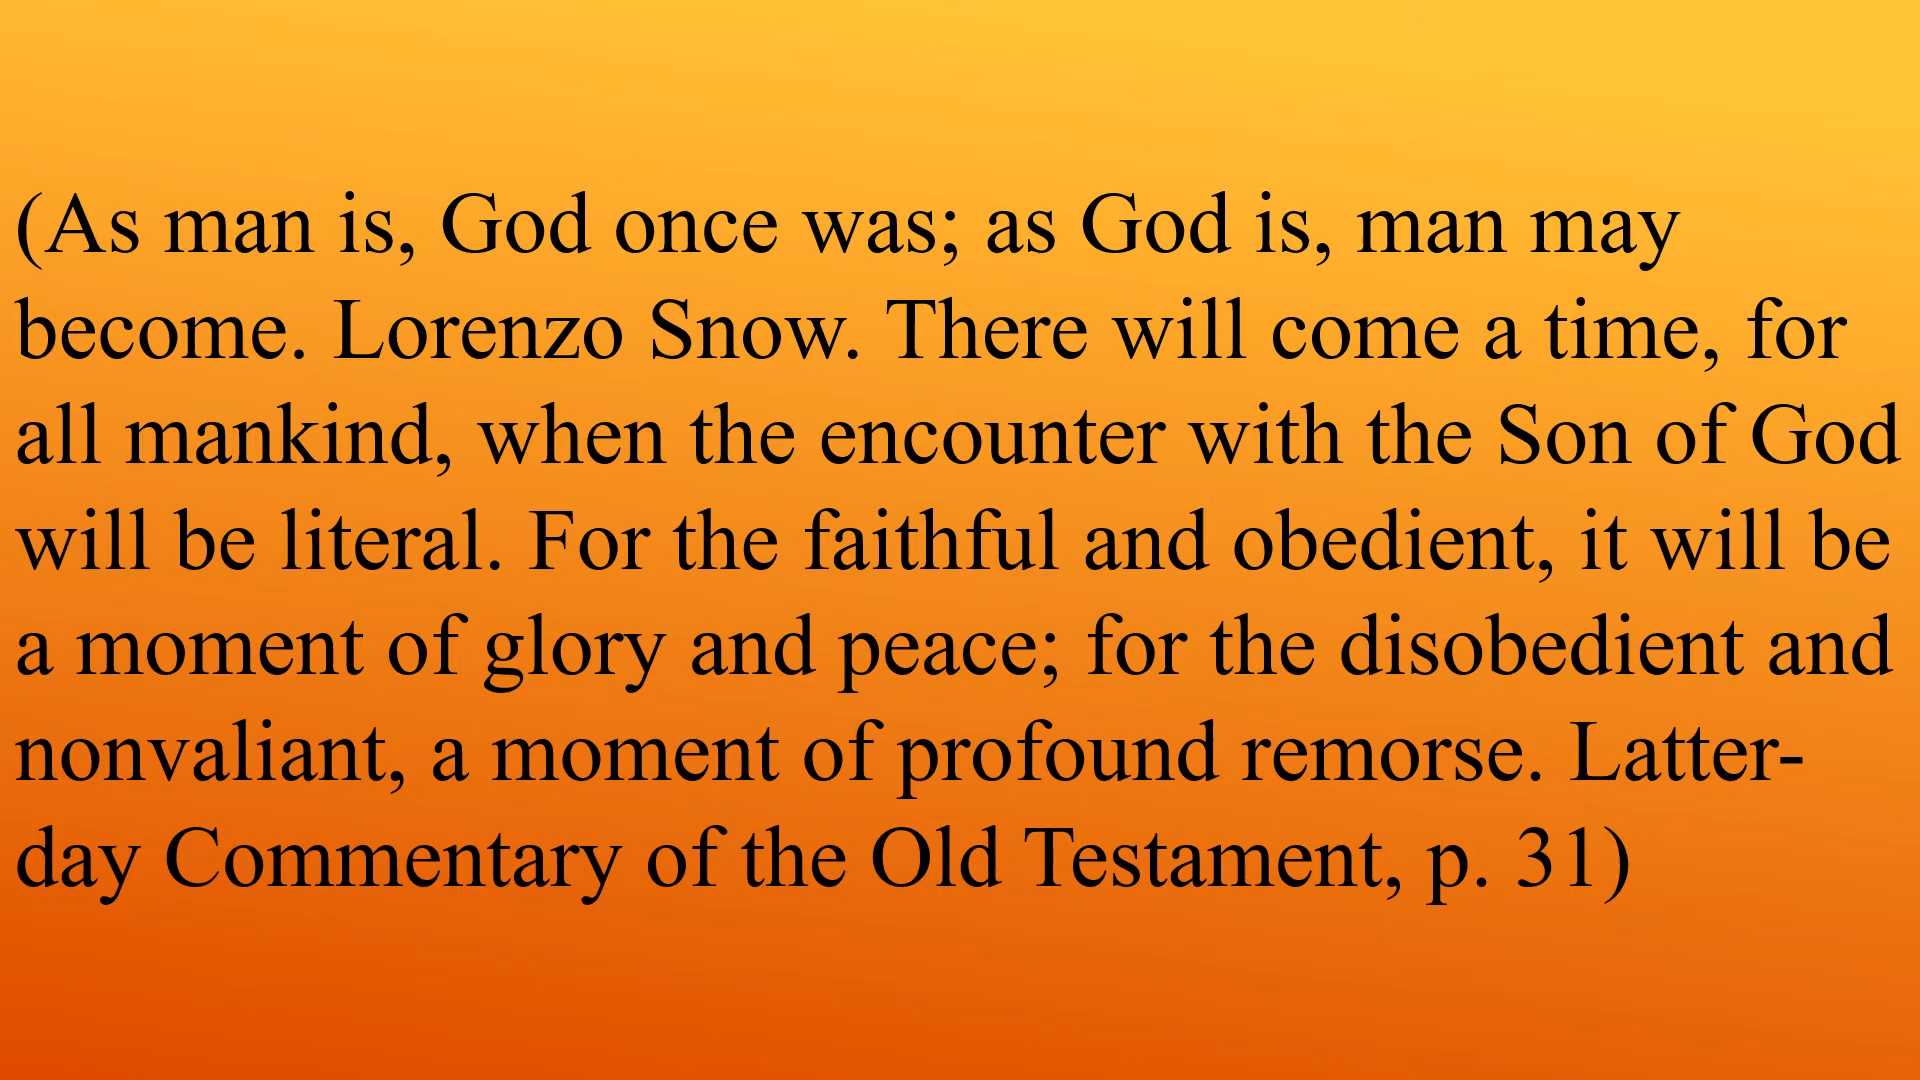 (As man is, God once was; as God is, man may
become. Lorenzo Snow. There will come a time, for
all mankind, when the encounter with the Son of God
will be literal. For the faithful and obedient, it will be
a moment of glory and peace; for the disobedient and
nonvaliant, a moment of profound remorse. Latter-
day Commentary of the Old Testament, p. 31)